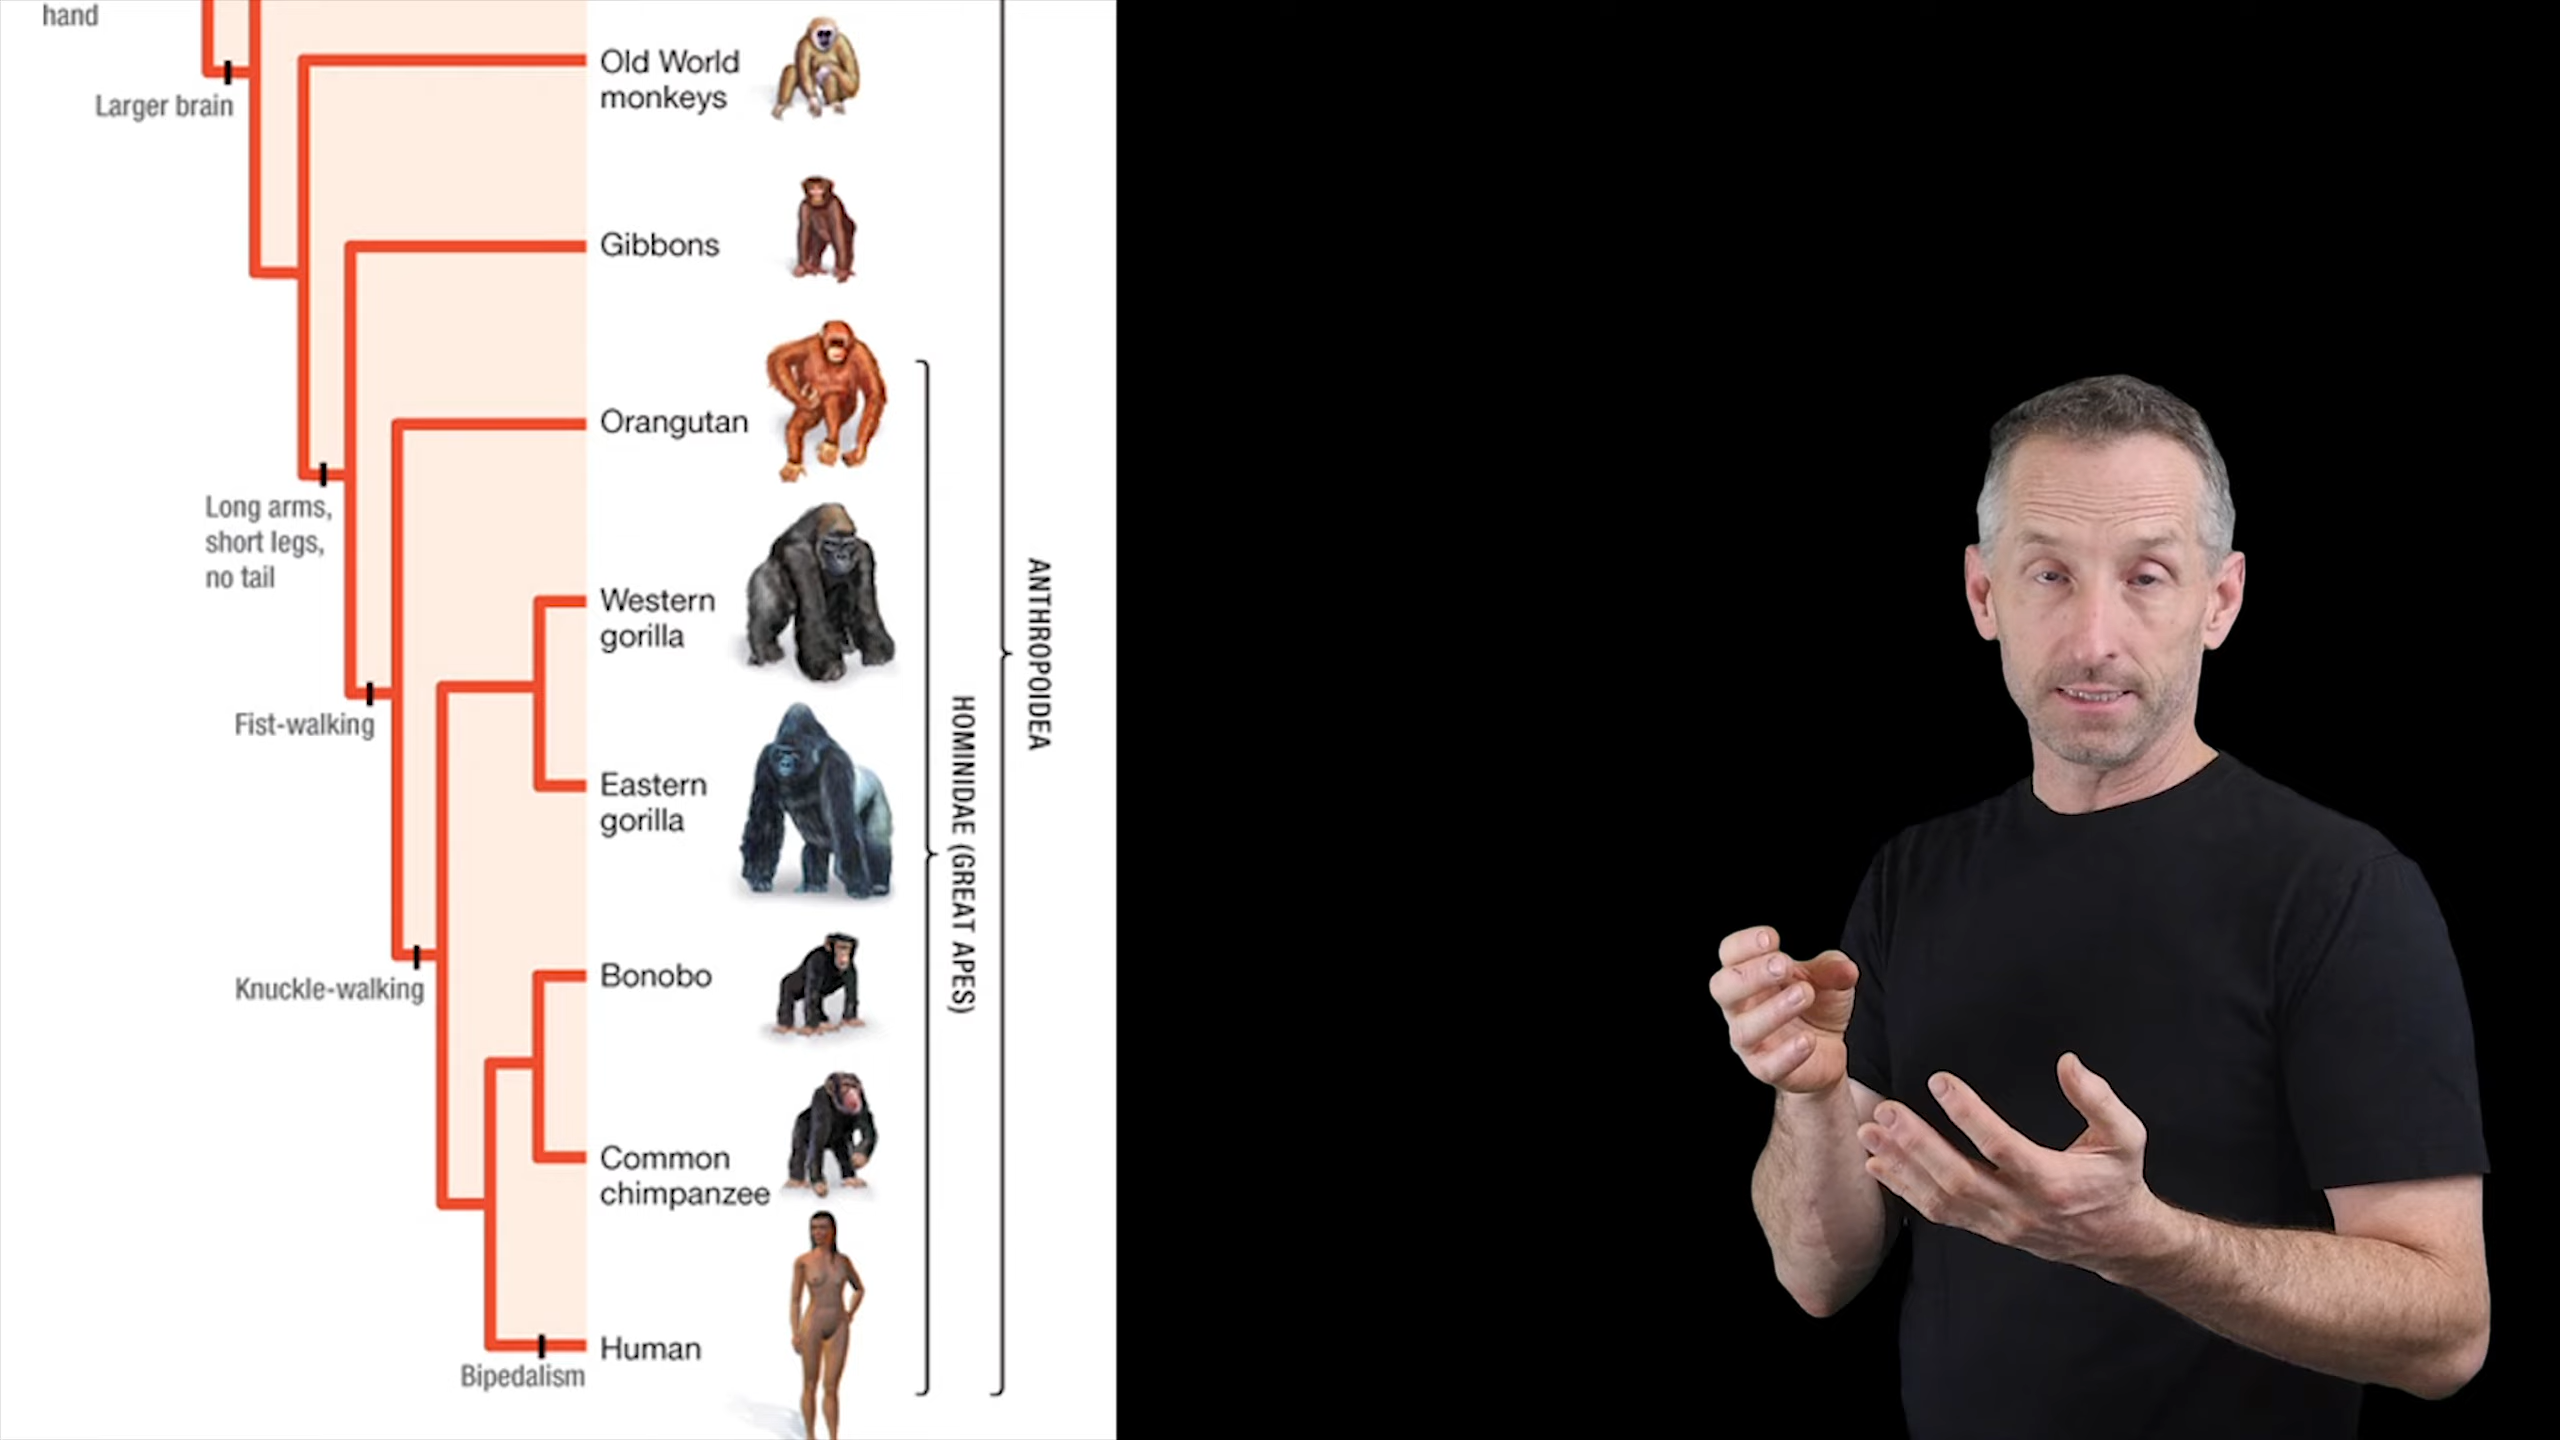 hand
Larger brain
Old World
monkeys
Gibbons
Orangutan
Long arms,
short legs,
no tail
Western
gorilla
Fist-walking
Eastern
gorilla
Knuckle-walking
Bonobo
Common
chimpanzee
Human
Bipedalism
HOMINIDAE (GREAT APES)
ANTHROPOIDEA